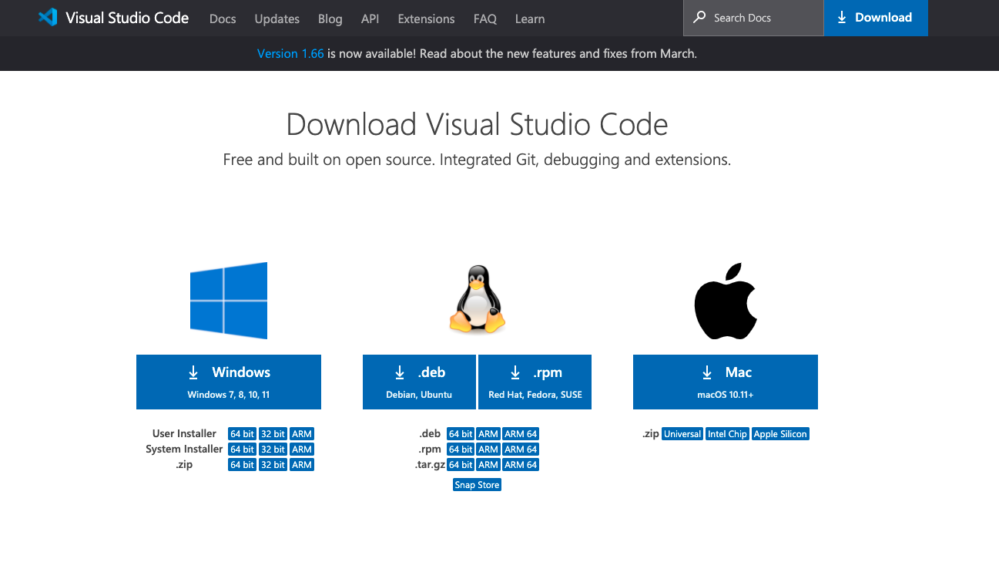 Visual Studio Code Docs Updates Blog API Extensions FAQ Learn Search Docs Download
Version 1.66 is now available! Read about the new features and fixes from March.
Download Visual Studio Code
Free and built on open source. Integrated Git, debugging and extensions.
Windows
Windows 7, 8, 10, 11
User Installer 64 bit 32 bit ARM
System Installer 64 bit 32 bit ARM
.zip 64 bit 32 bit ARM
.deb
Debian, Ubuntu
.rpm
Red Hat, Fedora, SUSE
.deb 64 bit ARM ARM 64
.rpm 64 bit ARM ARM 64
.tar.gz 64 bit ARM ARM 64
Snap Store
Mac
macOS 10.11+
.zip Universal Intel Chip Apple Silicon